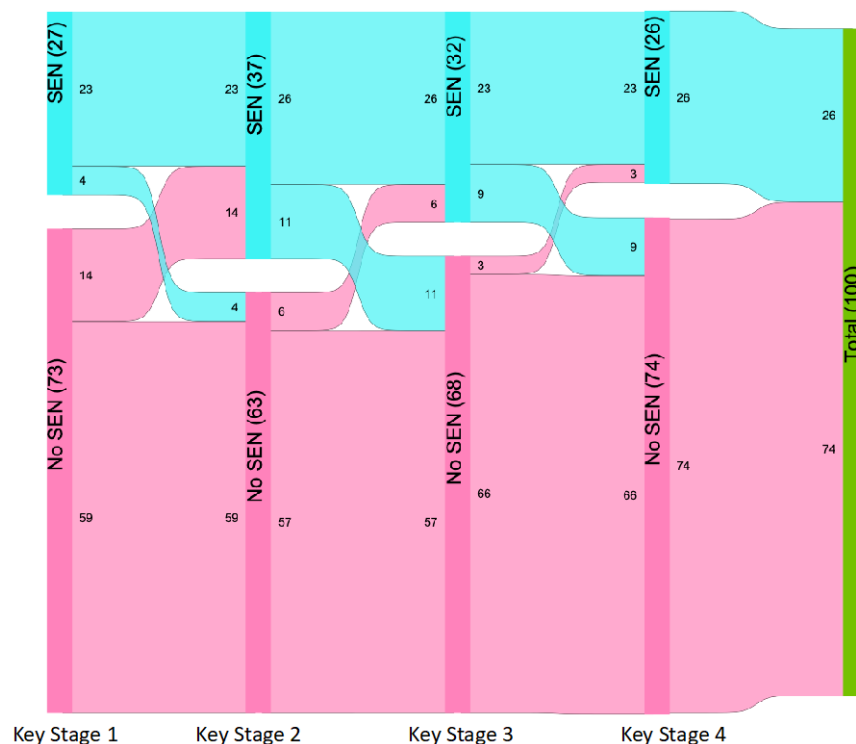 SEN (27)
23
23
SEN (37)
26
26
SEN (32)
23
23
SEN (26)
26
26
4
14
11
6
9
3
14
4
6
11
3
9
No SEN (73)
No SEN (63)
No SEN (68)
No SEN (74)
Total (100)
59
59
57
57
66
66
74
74
Key Stage 1
Key Stage 2
Key Stage 3
Key Stage 4